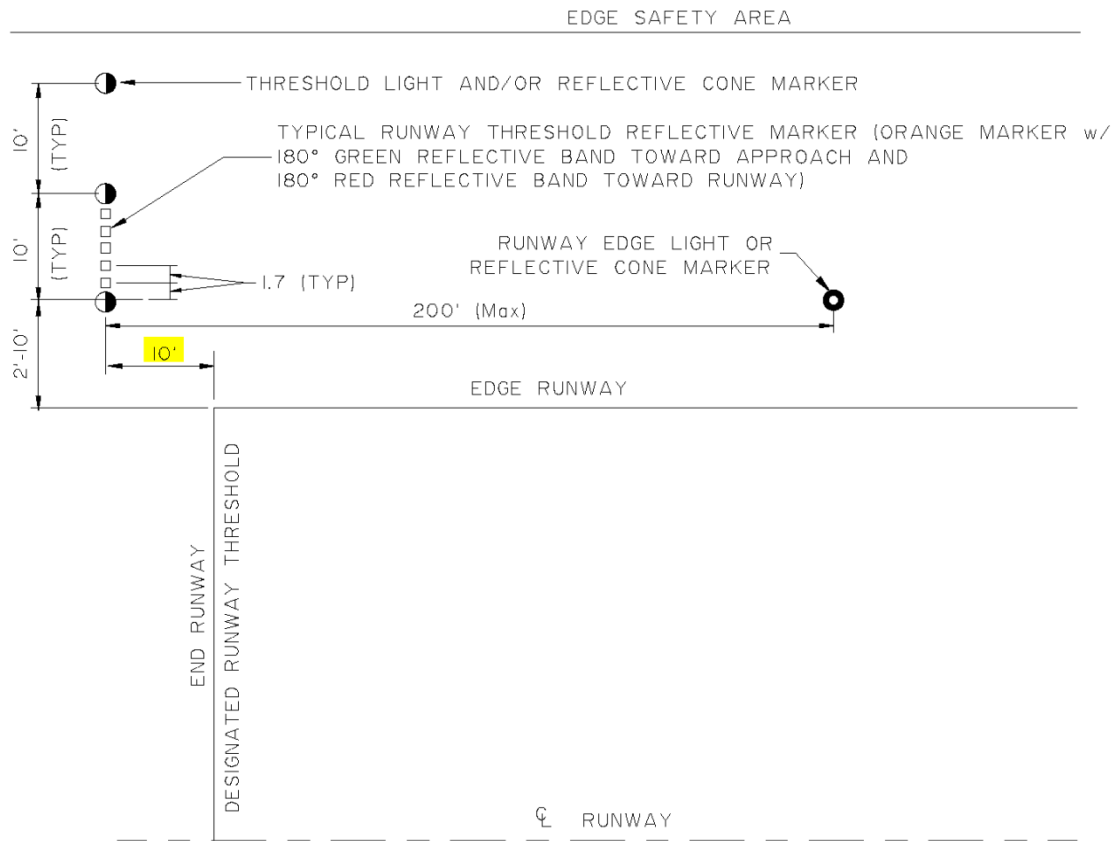 EDGE SAFETY AREA
THRESHOLD LIGHT AND/OR REFLECTIVE CONE MARKER
10'
(TYP)
TYPICAL RUNWAY THRESHOLD REFLECTIVE MARKER (ORANGE MARKER w/
180° GREEN REFLECTIVE BAND TOWARD APPROACH AND
180° RED REFLECTIVE BAND TOWARD RUNWAY)
10'
(TYP)
RUNWAY EDGE LIGHT OR
REFLECTIVE CONE MARKER
1.7 (TYP)
200' (Max)
2'-10'
10'
EDGE RUNWAY
END RUNWAY
DESIGNATED RUNWAY THRESHOLD
℄ RUNWAY